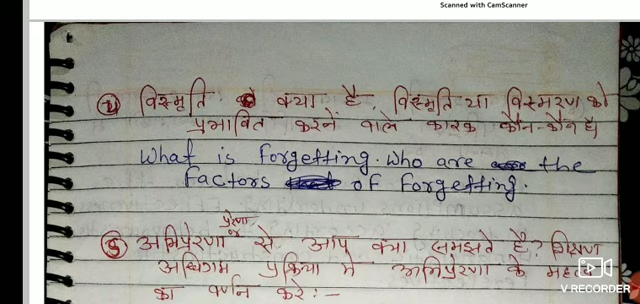 Scanned with CamScanner
④ विस्मृति क्या है, विस्मृति या विस्मरण को
प्रभावित करने वाले कारक कौन-कौन है।
What is forgetting. Who are the
factors of forgetting.
प्रेरणा
⑤ अभिप्रेरणा से आप क्या समझते है? शिक्षण
अधिगम प्रक्रिया मे अभिप्रेरणा के
का वर्णन करे:-
V RECORDER